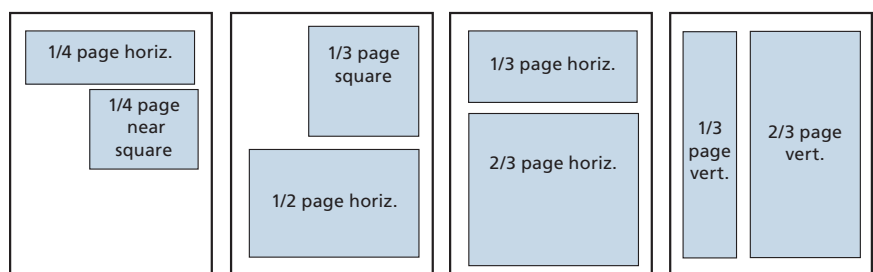 1/4 page horiz.
1/4 page
near
square
1/3 page
square
1/2 page horiz.
1/3 page horiz.
2/3 page horiz.
1/3
page
vert.
2/3 page
vert.